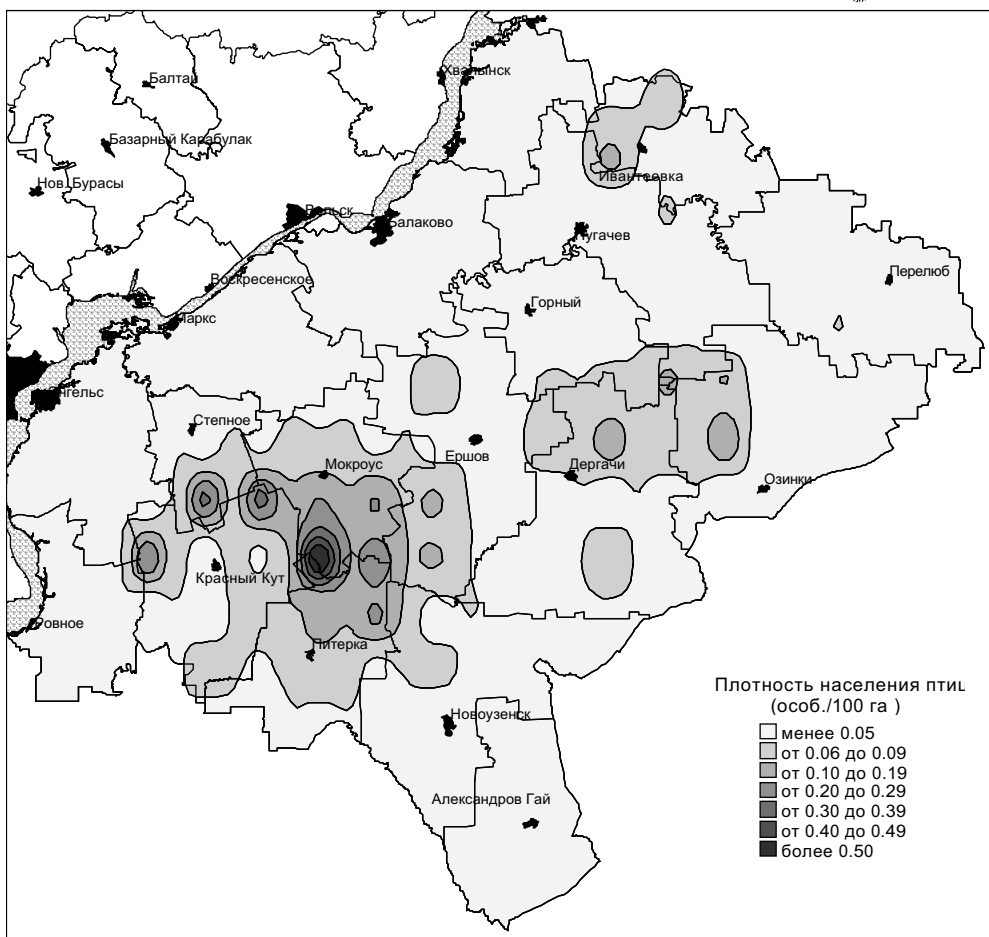 Хвалынск
Балтай
Базарный Карабулак
Ивантеевка
Нов. Бурасы
Вольск
Балаково
Пугачев
Перелюб
Воскресенское
Горный
Маркс
Энгельс
Степное
Ершов
Мокроус
Дергачи
Озинки
Красный Кут
Ровное
Питерка
Новоузенск
Александров Гай
Плотность населения птиц
(особ./100 га )
менее 0.05
от 0.06 до 0.09
от 0.10 до 0.19
от 0.20 до 0.29
от 0.30 до 0.39
от 0.40 до 0.49
более 0.50